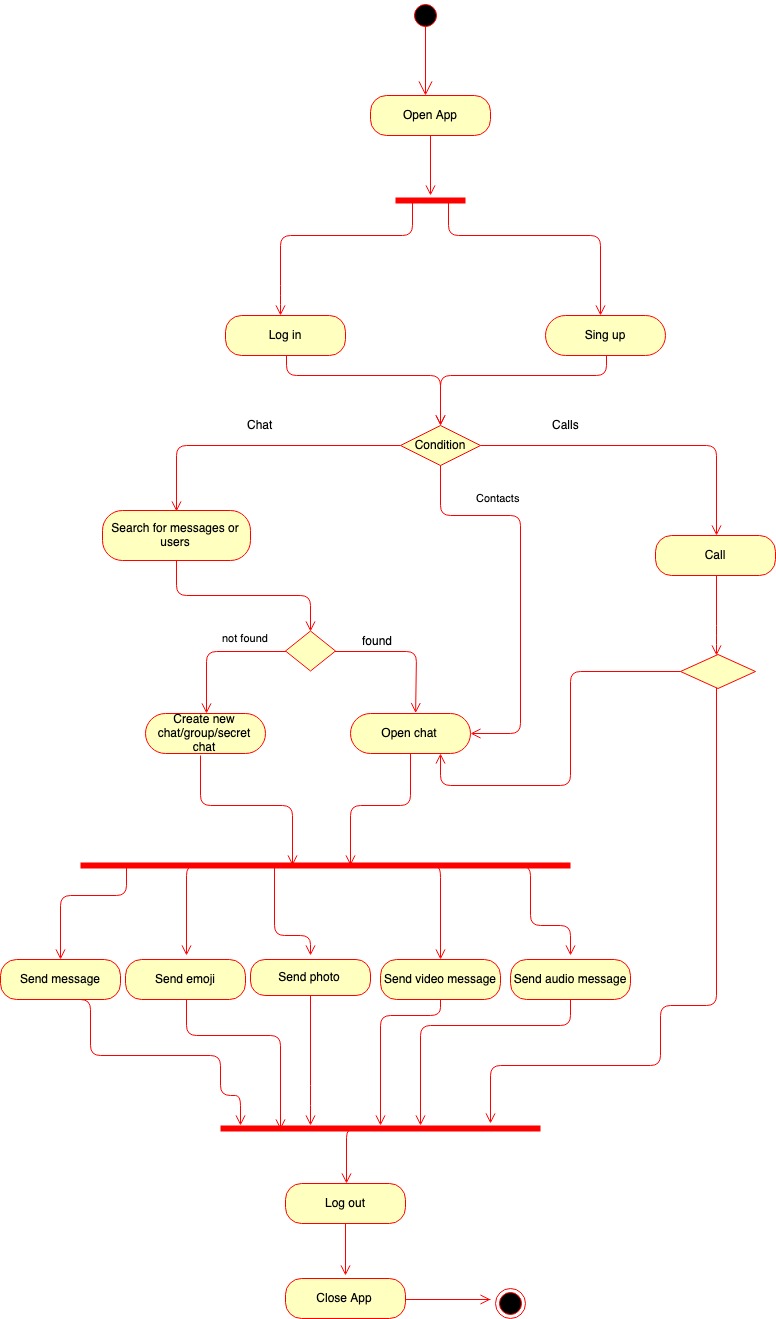 Open App
Log in
Sing up
Chat
Condition
Calls
Contacts
Search for messages or
users
Call
not found
found
Create new
chat/group/secret
chat
Open chat
Send message
Send emoji
Send photo
Send video message
Send audio message
Log out
Close App